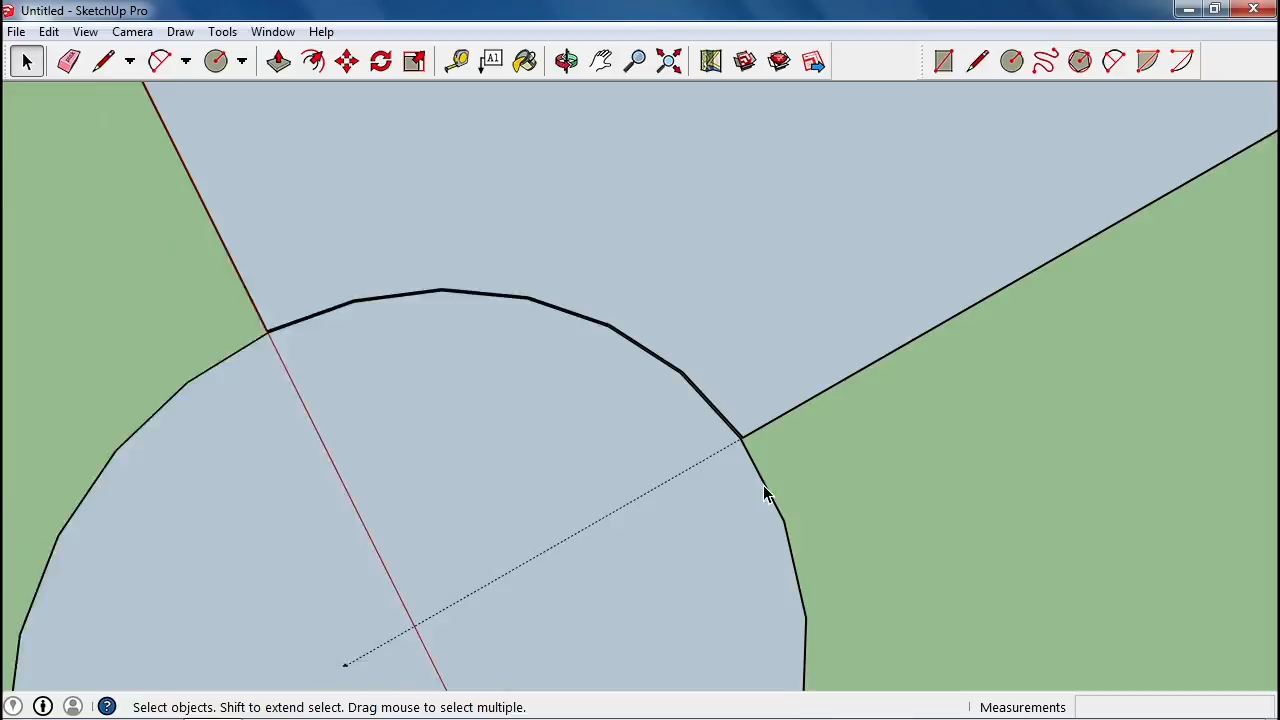 Untitled - SketchUp Pro
File Edit View Camera Draw Tools Window Help
A1
Select objects. Shift to extend select. Drag mouse to select multiple. Measurements